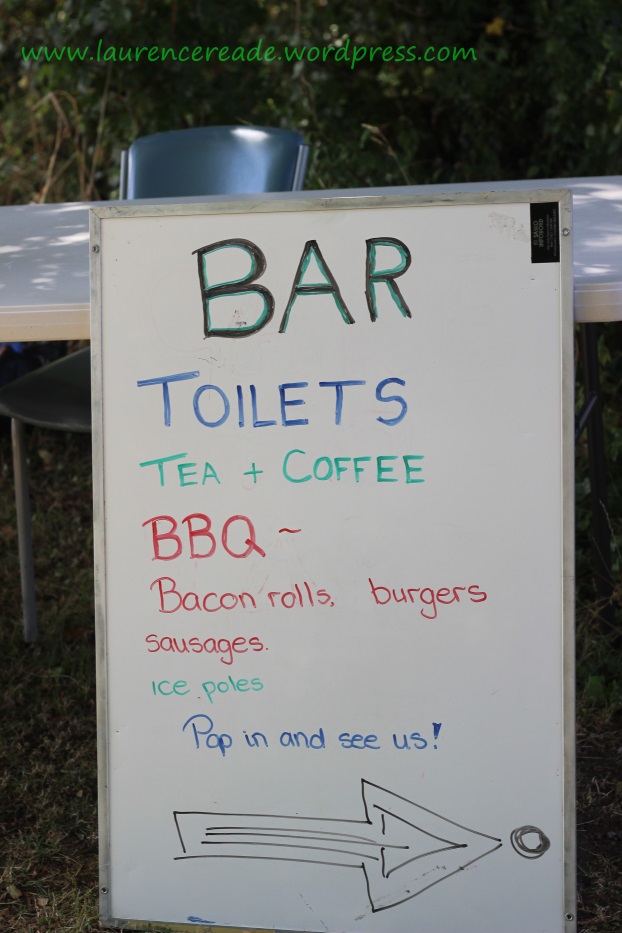 www.laurencereade.wordpress.com
BAR
TOILETS
TEA + COFFEE
BBQ ~
Bacon rolls, burgers
sausages.
ice poles
Pop in and see us!